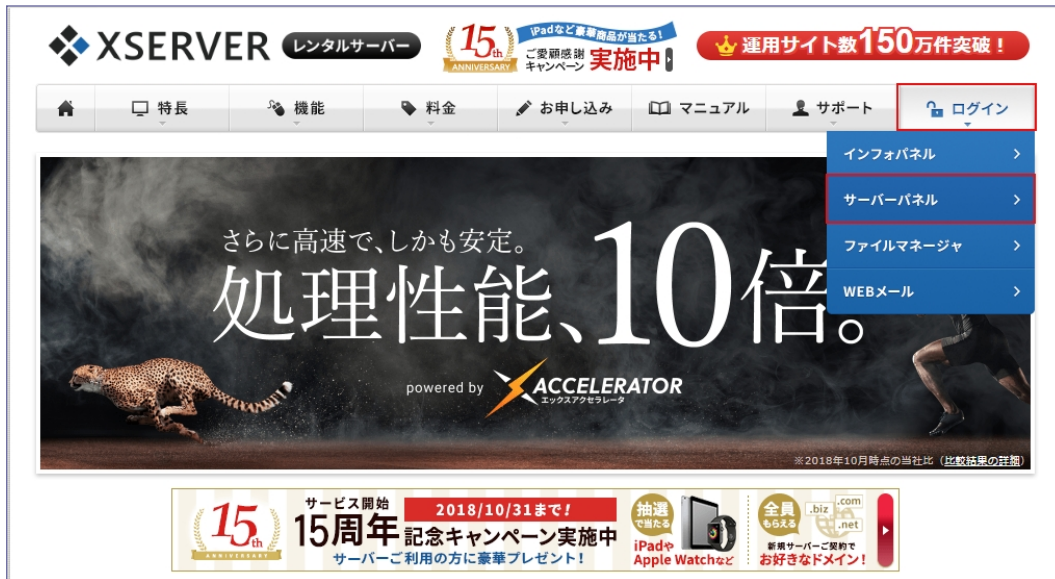 XSERVER レンタルサーバー
15th
ANNIVERSARY
iPadなど豪華商品が当たる!
ご愛顧感謝
キャンペーン 実施中
運用サイト数150万件突破!
特長
機能
料金
お申し込み
マニュアル
サポート
ログイン
インフォパネル
サーバーパネル
ファイルマネージャ
WEBメール
さらに高速で、しかも安定。
処理性能、10倍。
powered by XACCELERATOR
エックスアクセラレータ
※2018年10月時点の当社比(比較結果の詳細)
15th
ANNIVERSARY
サービス開始
15周年
2018/10/31まで!
記念キャンペーン実施中
サーバーご利用の方に豪華プレゼント!
抽選
で当たる
iPadや
Apple Watchなど
全員
もらえる
.biz
.com
.net
新規サーバーご契約で
お好きなドメイン!